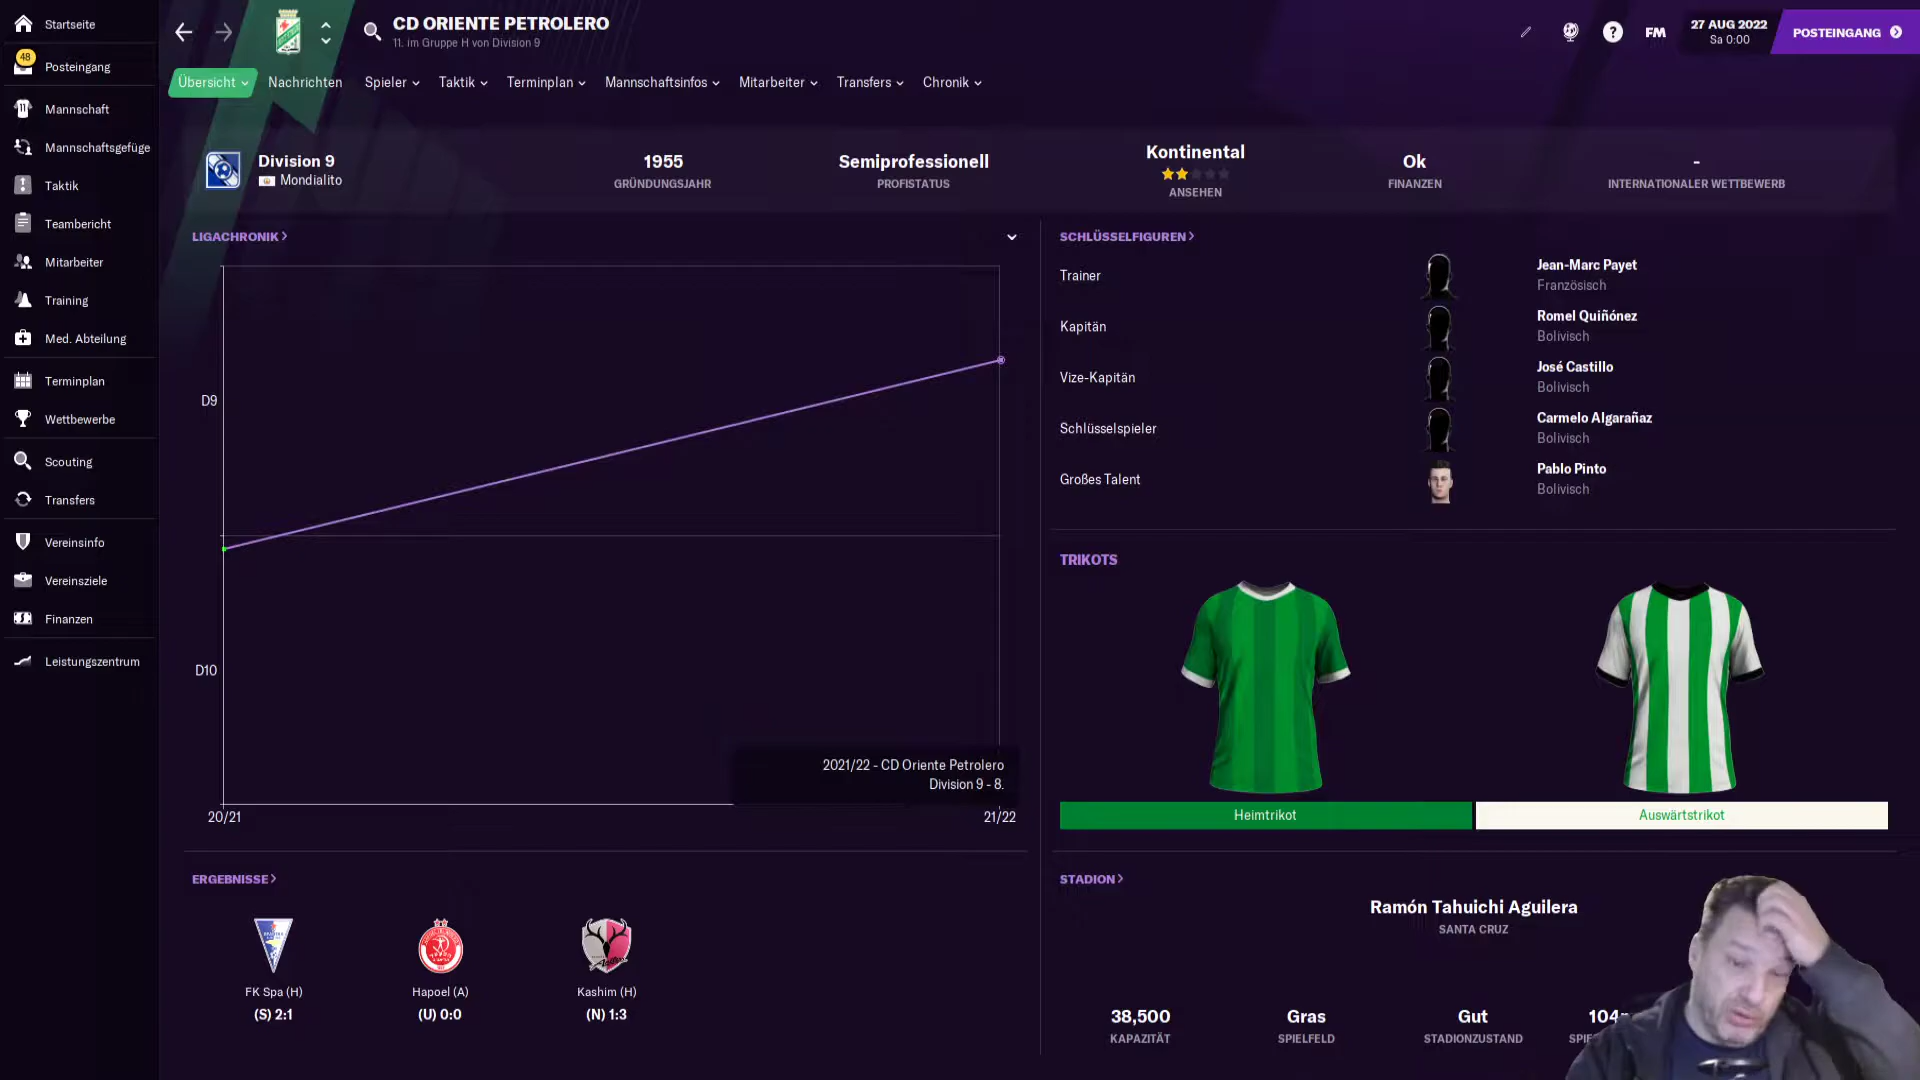 Startseite
48
Posteingang
Mannschaft
Mannschaftsgefüge
Taktik
Teambericht
Mitarbeiter
Training
Med. Abteilung
Terminplan
Wettbewerbe
Scouting
Transfers
Vereinsinfo
Vereinsziele
Finanzen
Leistungszentrum
CD ORIENTE PETROLERO
11. im Gruppe H von Division 9
FM
27 AUG 2022
Sa 0:00
POSTEINGANG
Übersicht
Nachrichten
Spieler
Taktik
Terminplan
Mannschaftsinfos
Mitarbeiter
Transfers
Chronik
Division 9
Mondialito
1955
GRÜNDUNGSJAHR
Semiprofessionell
PROFISTATUS
Kontinental
ANSEHEN
Ok
FINANZEN
-
INTERNATIONALER WETTBEWERB
LIGACHRONIK
D9
D10
2021/22 - CD Oriente Petrolero
Division 9 - 8.
20/21
21/22
SCHLÜSSELFIGUREN
Trainer
Jean-Marc Payet
Französisch
Kapitän
Romel Quiñónez
Bolivisch
Vize-Kapitän
José Castillo
Bolivisch
Schlüsselspieler
Carmelo Algarañaz
Bolivisch
Großes Talent
Pablo Pinto
Bolivisch
TRIKOTS
Heimtrikot
Auswärtstrikot
ERGEBNISSE
FK Spa (H)
(S) 2:1
Hapoel (A)
(U) 0:0
Kashim (H)
(N) 1:3
STADION
Ramón Tahuichi Aguilera
SANTA CRUZ
38,500
KAPAZITÄT
Gras
SPIELFELD
Gut
STADIONZUSTAND